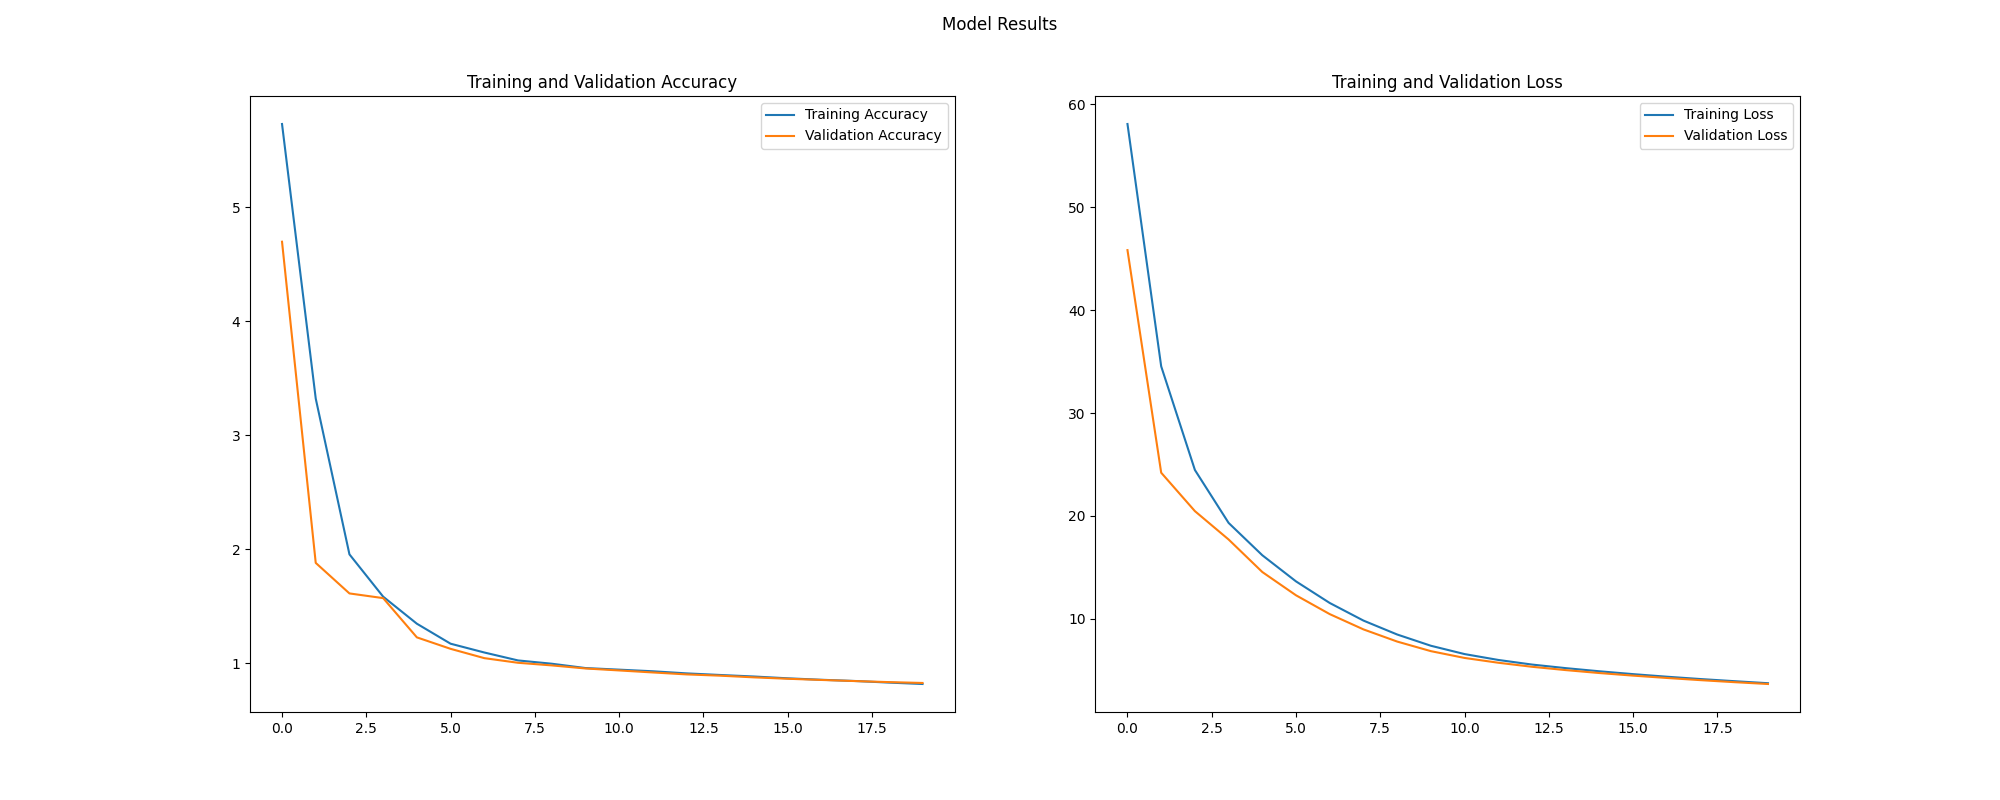 Model Results
Training and Validation Accuracy
Training Accuracy
Validation Accuracy
5
4
3
2
1
0.0 2.5 5.0 7.5 10.0 12.5 15.0 17.5
Training and Validation Loss
Training Loss
Validation Loss
60
50
40
30
20
10
0.0 2.5 5.0 7.5 10.0 12.5 15.0 17.5